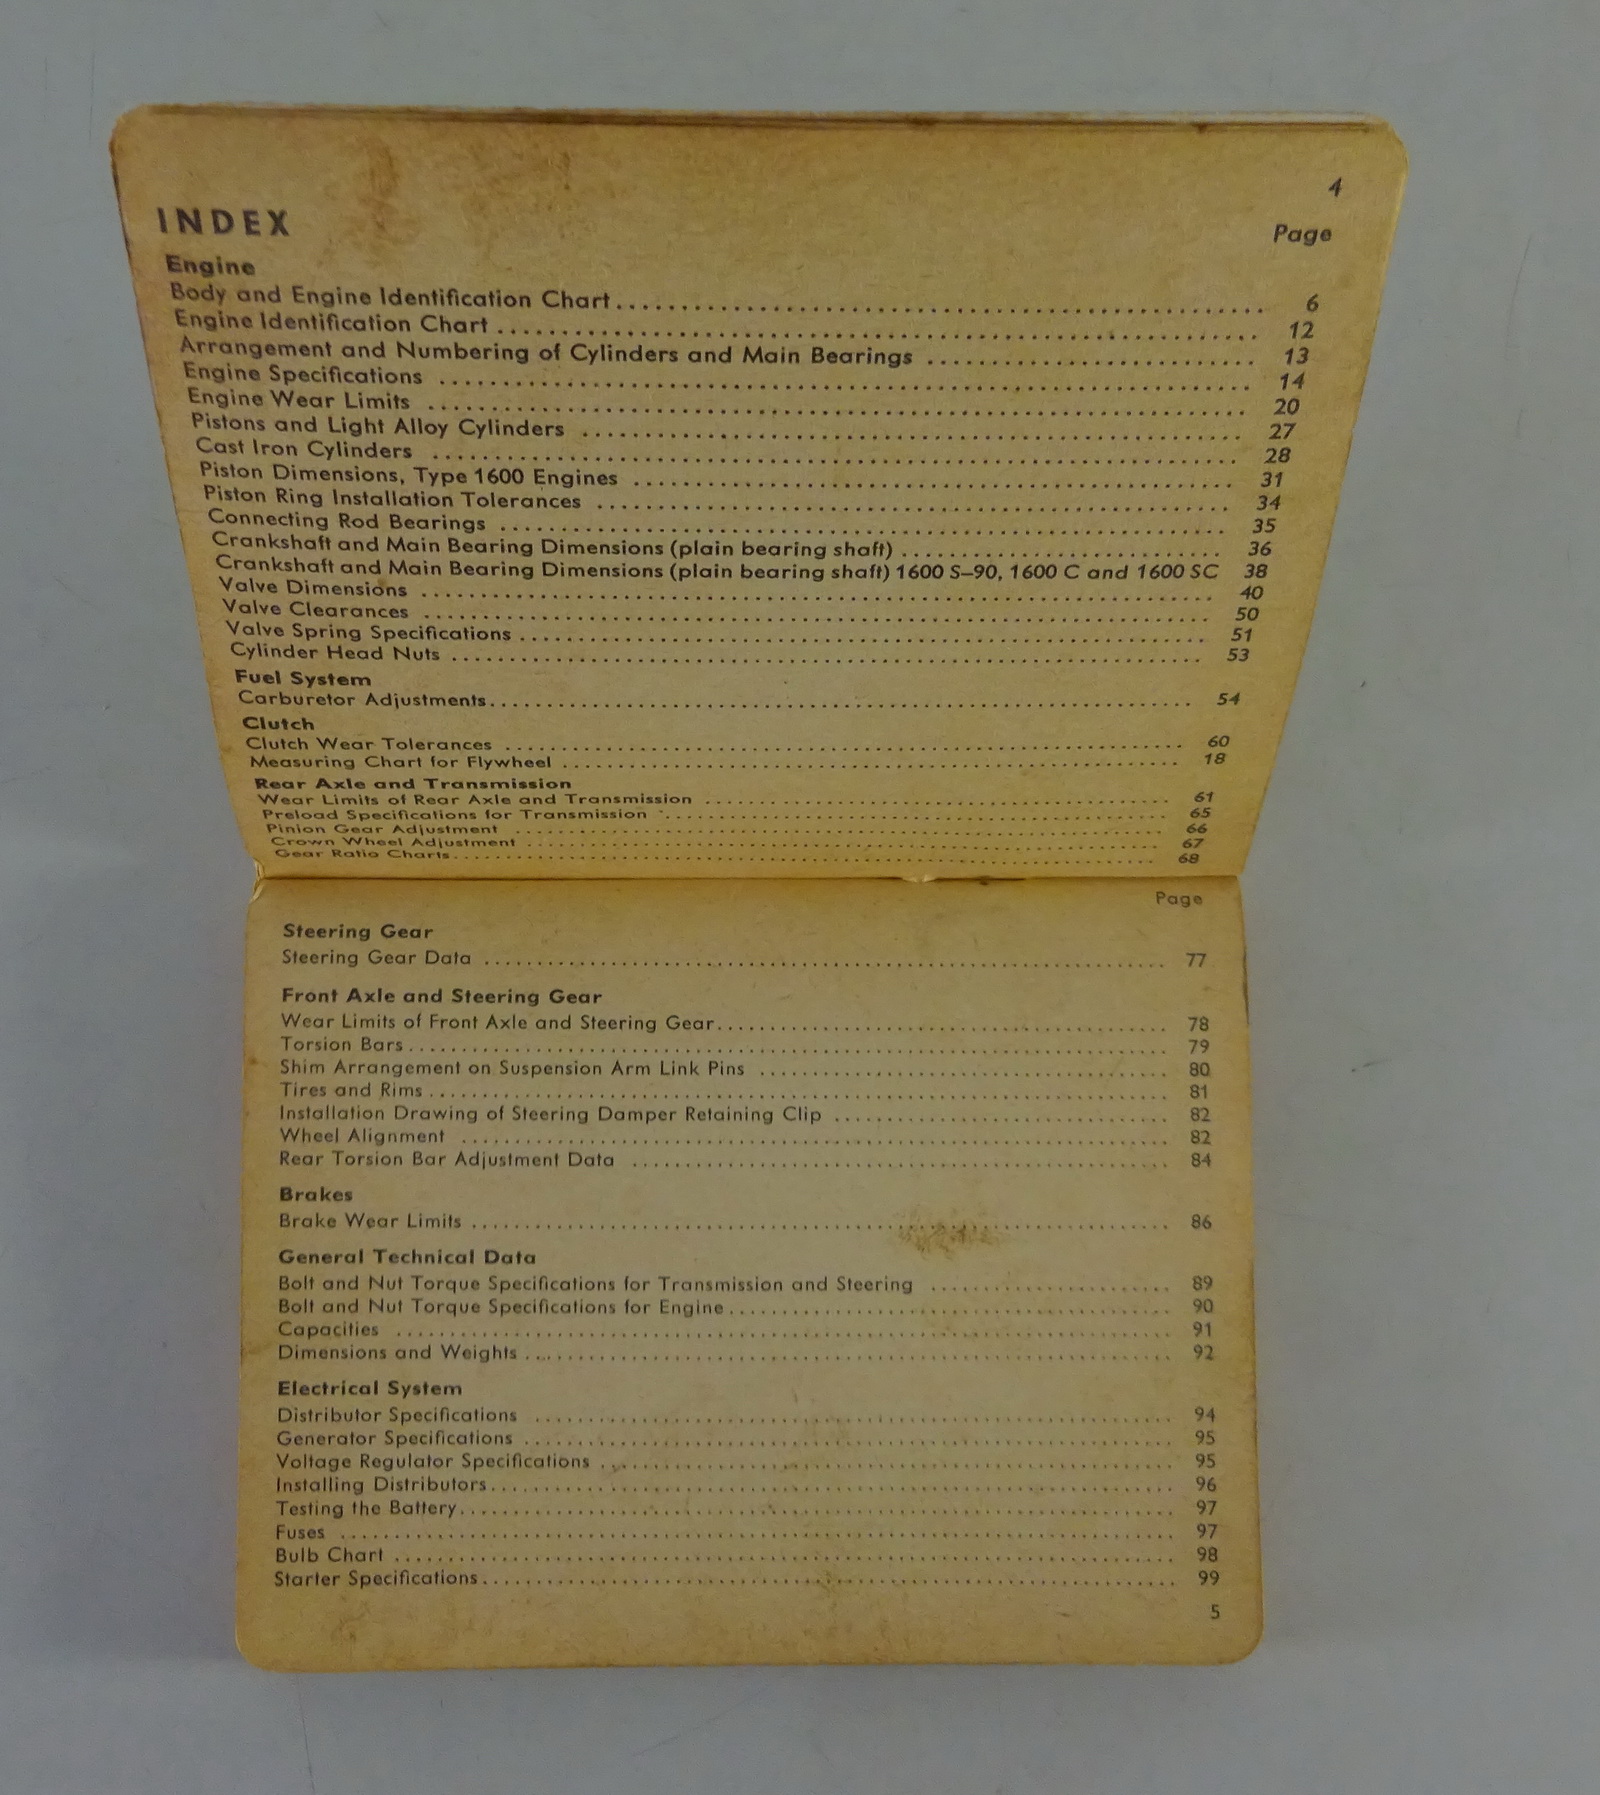 4
INDEX
Page
Engine
Body and Engine Identification Chart 6
Engine Identification Chart 12
Arrangement and Numbering of Cylinders and Main Bearings 13
Engine Specifications 14
Engine Wear Limits 20
Pistons and Light Alloy Cylinders 27
Cast Iron Cylinders 28
Piston Dimensions, Type 1600 Engines 31
Piston Ring Installation Tolerances 34
Connecting Rod Bearings 35
Crankshaft and Main Bearing Dimensions (plain bearing shaft) 36
Crankshaft and Main Bearing Dimensions (plain bearing shaft) 1600 S–90, 1600 C and 1600 SC 38
Valve Dimensions 40
Valve Clearances 50
Valve Spring Specifications 51
Cylinder Head Nuts 53
Fuel System
Carburetor Adjustments 54
Clutch
Clutch Wear Tolerances 60
Measuring Chart for Flywheel 18
Rear Axle and Transmission
Wear Limits of Rear Axle and Transmission 61
Preload Specifications for Transmission 65
Pinion Gear Adjustment 66
Crown Wheel Adjustment 67
Gear Ratio Charts 68
Page
Steering Gear
Steering Gear Data 77
Front Axle and Steering Gear
Wear Limits of Front Axle and Steering Gear 78
Torsion Bars 79
Shim Arrangement on Suspension Arm Link Pins 80
Tires and Rims 81
Installation Drawing of Steering Damper Retaining Clip 82
Wheel Alignment 82
Rear Torsion Bar Adjustment Data 84
Brakes
Brake Wear Limits 86
General Technical Data
Bolt and Nut Torque Specifications for Transmission and Steering 89
Bolt and Nut Torque Specifications for Engine 90
Capacities 91
Dimensions and Weights 92
Electrical System
Distributor Specifications 94
Generator Specifications 95
Voltage Regulator Specifications 95
Installing Distributors 96
Testing the Battery 97
Fuses 97
Bulb Chart 98
Starter Specifications 99
5